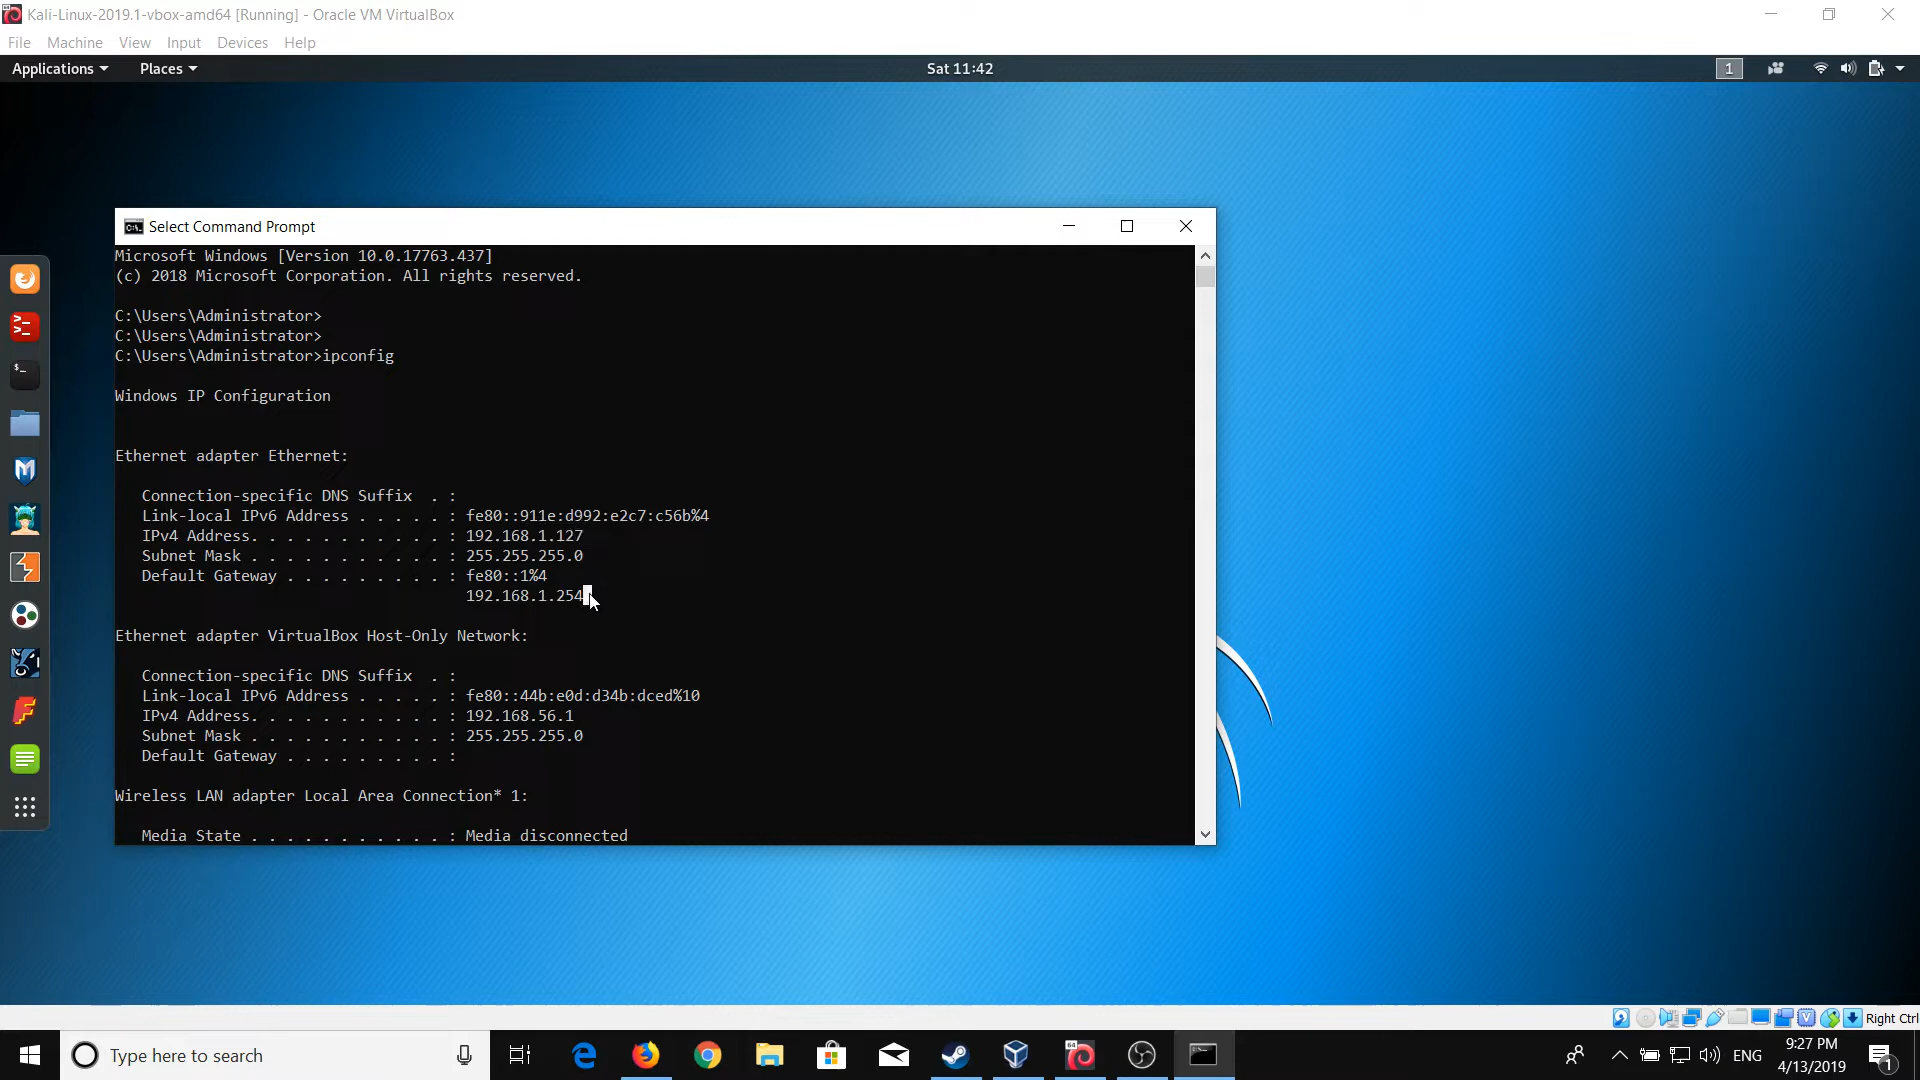 Kali-Linux-2019.1-vbox-amd64 [Running] - Oracle VM VirtualBox
File Machine View Input Devices Help
Applications Places Sat 11:42 1
Select Command Prompt
Microsoft Windows [Version 10.0.17763.437]
(c) 2018 Microsoft Corporation. All rights reserved.
C:\Users\Administrator>
C:\Users\Administrator>
C:\Users\Administrator>ipconfig
Windows IP Configuration
Ethernet adapter Ethernet:
Connection-specific DNS Suffix . :
Link-local IPv6 Address . . . . . : fe80::911e:d992:e2c7:c56b%4
IPv4 Address. . . . . . . . . . . : 192.168.1.127
Subnet Mask . . . . . . . . . . . : 255.255.255.0
Default Gateway . . . . . . . . . : fe80::1%4
192.168.1.254
Ethernet adapter VirtualBox Host-Only Network:
Connection-specific DNS Suffix . :
Link-local IPv6 Address . . . . . : fe80::44b:e0d:d34b:dced%10
IPv4 Address. . . . . . . . . . . : 192.168.56.1
Subnet Mask . . . . . . . . . . . : 255.255.255.0
Default Gateway . . . . . . . . . :
Wireless LAN adapter Local Area Connection* 1:
Media State . . . . . . . . . . . : Media disconnected
Right Ctrl
Type here to search
ENG
9:27 PM
4/13/2019
1